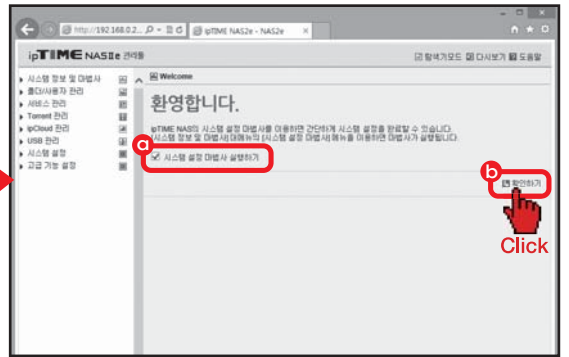 http://192.168.0.2...
ipTIME NAS2e - NAS2e
ipTIME NASIIe 관리툴
탐색기모드 다시보기 도움말
시스템 정보 및 마법사
폴더/사용자 관리
서비스 관리
Torrent 관리
ipCloud 관리
USB 관리
시스템 설정
고급 기능 설정
Welcome
환영합니다.
ipTIME NAS의 시스템 설정 마법사를 이용하면 간단하게 시스템 설정을 완료할 수 있습니다.
[시스템 정보 및 마법사] 대메뉴의 [시스템 설정 마법사] 메뉴를 이용하면 마법사가 실행됩니다.
ⓐ
시스템 설정 마법사 실행하기
ⓑ
확인하기
Click